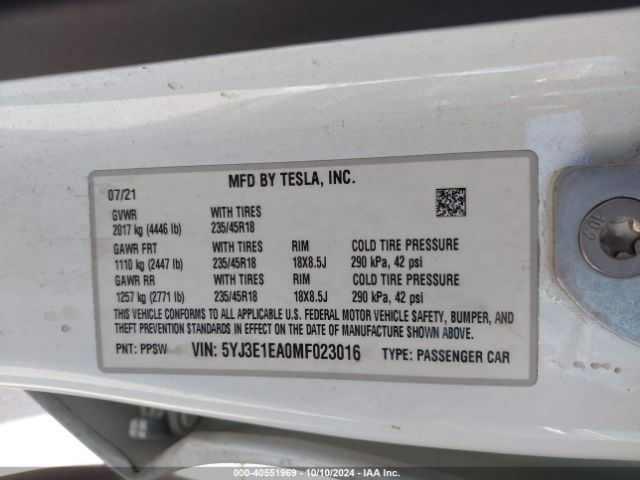 MFD BY TESLA, INC.
07/21
GVWR WITH TIRES
2017 kg (4446 lb) 235/45R18
GAWR FRT WITH TIRES RIM COLD TIRE PRESSURE
1110 kg (2447 lb) 235/45R18 18X8.5J 290 kPa, 42 psi
GAWR RR WITH TIRES RIM COLD TIRE PRESSURE
1257 kg (2771 lb) 235/45R18 18X8.5J 290 kPa, 42 psi
THIS VEHICLE CONFORMS TO ALL APPLICABLE U.S. FEDERAL MOTOR VEHICLE SAFETY, BUMPER, AND
THEFT PREVENTION STANDARDS IN EFFECT ON THE DATE OF MANUFACTURE SHOWN ABOVE.
PNT: PPSW VIN: 5YJ3E1EA0MF023016 TYPE: PASSENGER CAR
10.9
000-40551969 - 10/10/2024 - IAA Inc.